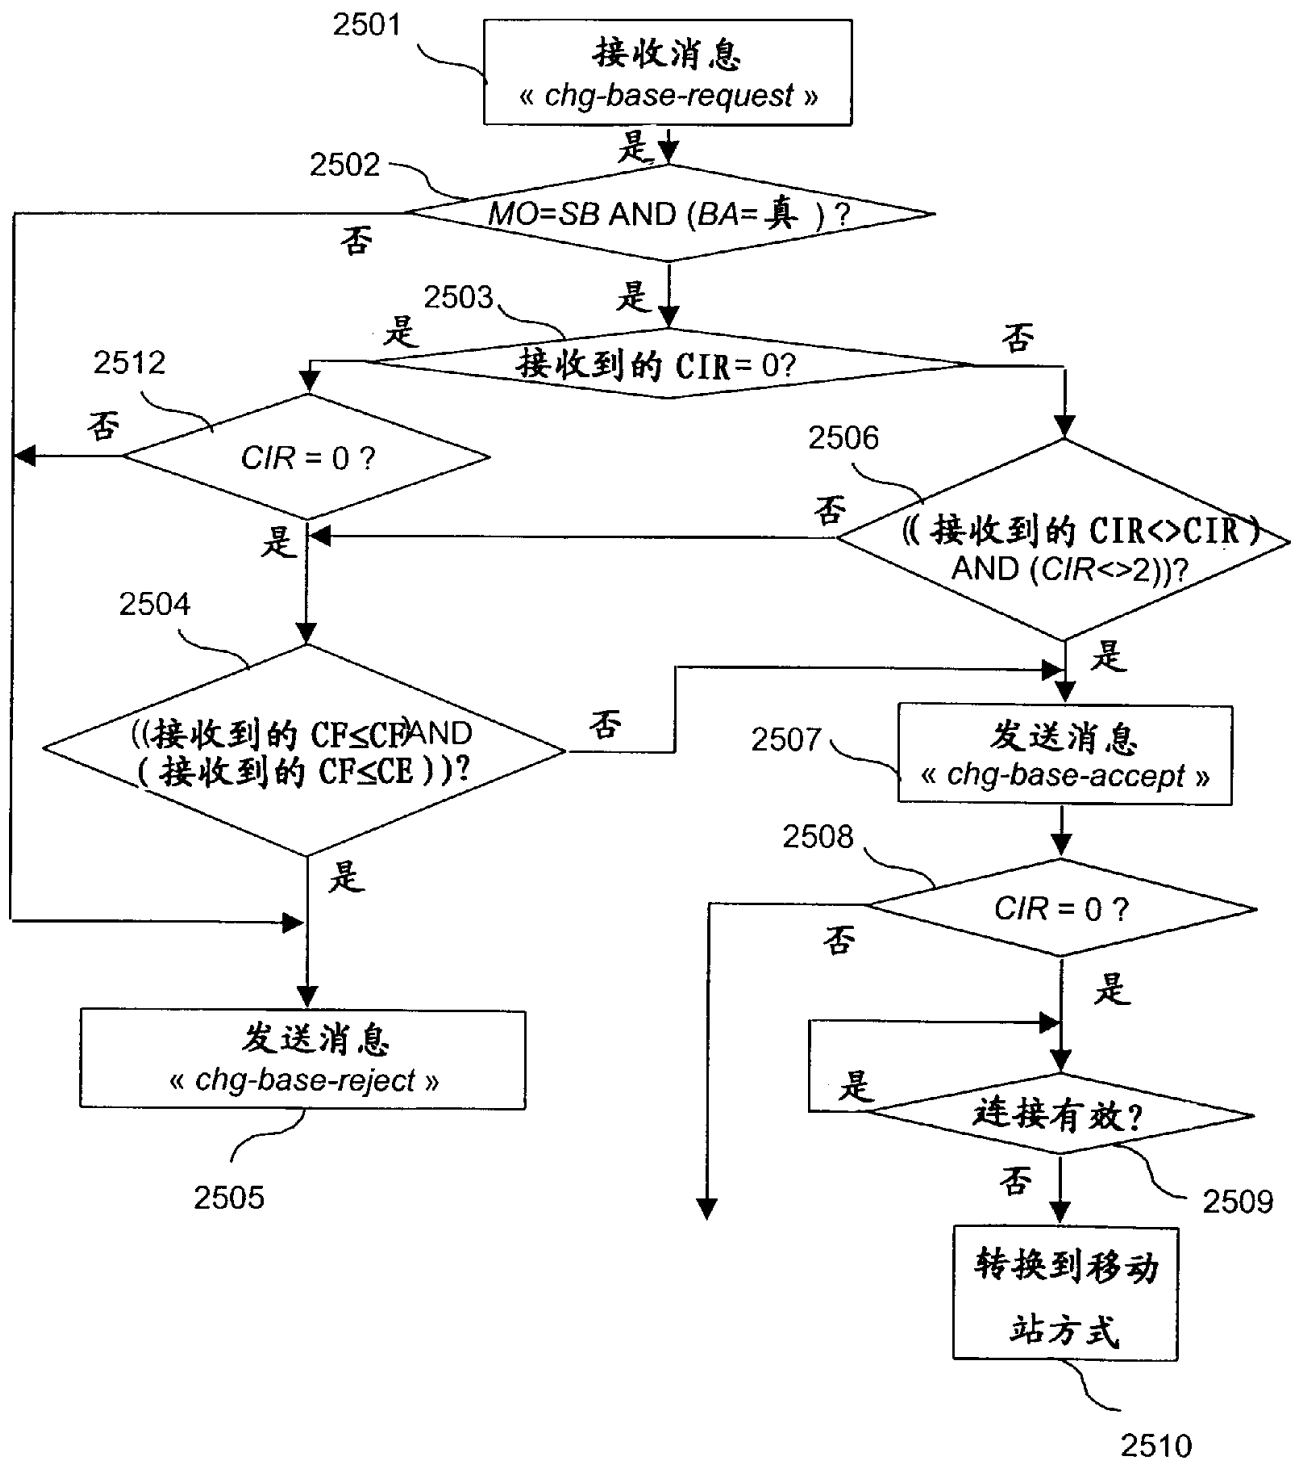 2501
接收消息
« chg-base-request »
是
2502
MO=SB AND (BA=真 ) ?
否
是
2503
是
接收到的 CIR = 0?
否
2512
否
CIR = 0 ?
2506
否
((接收到的 CIR<>CIR)
AND (CIR<>2))?
是
2504
是
((接收到的 CF≤CF)AND
(接收到的 CF≤CE))?
否
2507
发送消息
« chg-base-accept »
是
2508
CIR = 0 ?
否
是
发送消息
« chg-base-reject »
是
连接有效?
2505
否
2509
转换到移动
站方式
2510